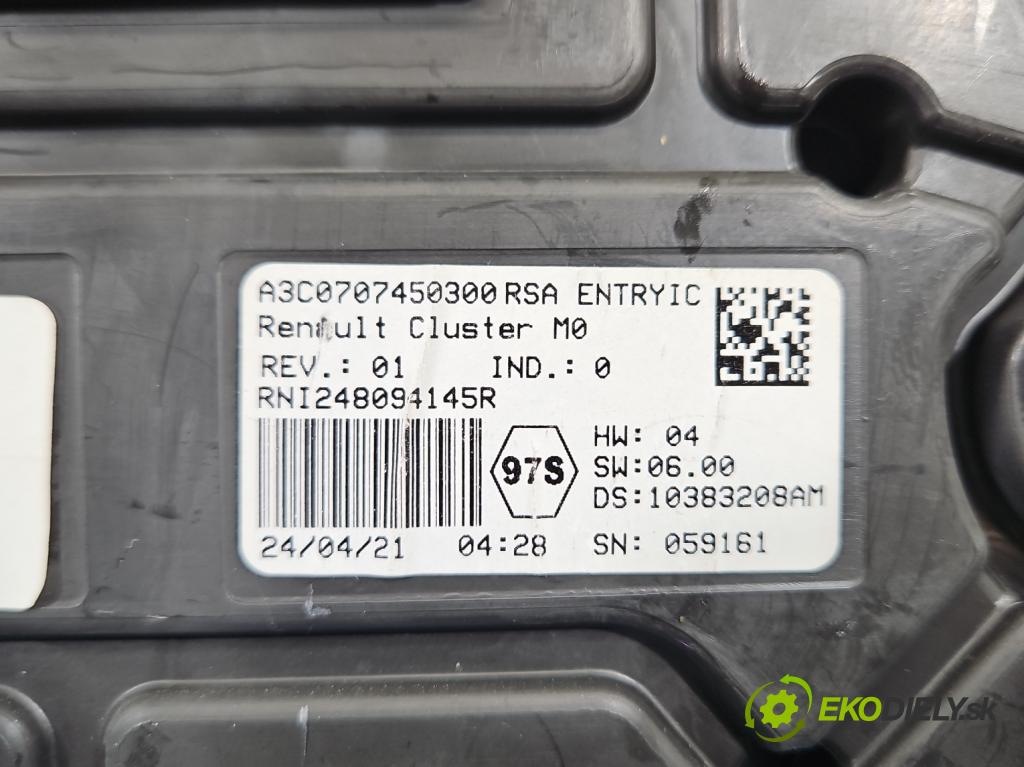 A3C0707450300 RSA ENTRYIC
Renault Cluster M0
REV.: 01 IND.: 0
RNI248094145R
97S
HW: 04
SW:06.00
DS:10383208AM
24/04/21 04:28 SN: 059161
EKODIELY.sk